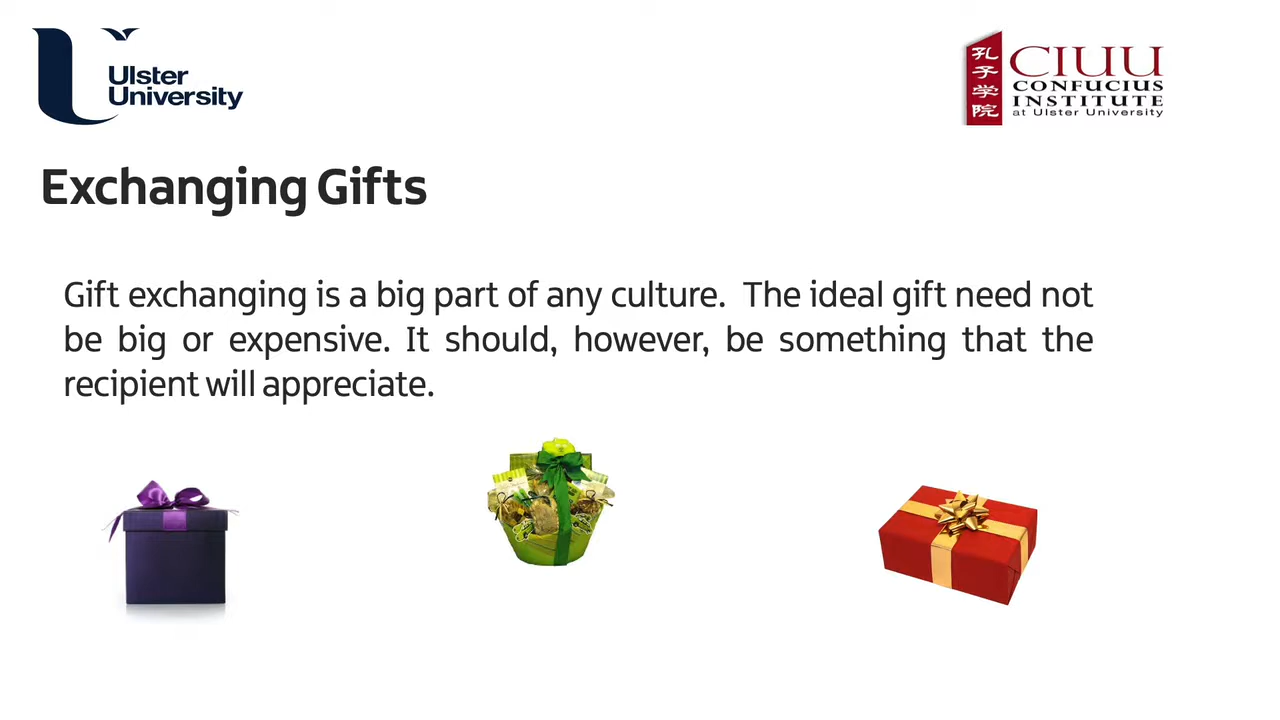 Ulster
University
孔子学院
CIUU
CONFUCIUS
INSTITUTE
at Ulster University
Exchanging Gifts
Gift exchanging is a big part of any culture.  The ideal gift need not
be big or expensive. It should, however, be something that the
recipient will appreciate.